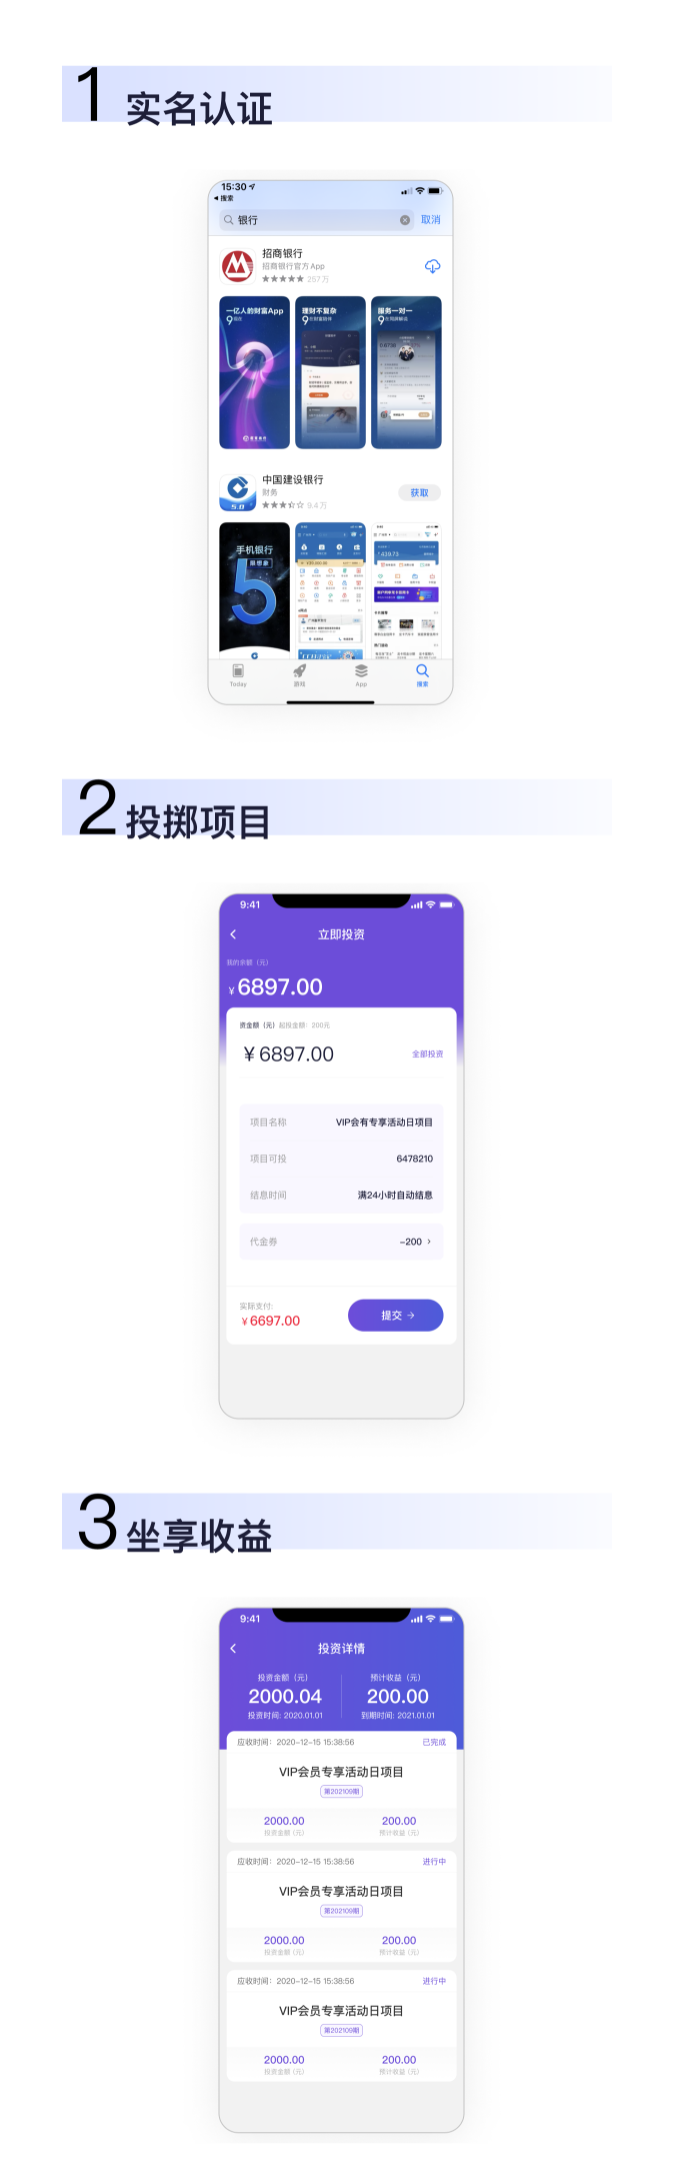 1 实名认证
15:30
◀ 搜索
银行
取消
招商银行
招商银行官方App
★★★★★ 257万
一亿人的财富App
理财不复杂
服务一对一
中国建设银行
财务
获取
★★★☆☆ 9.4万
5.0
手机银行
5
Today
游戏
App
搜索
2 投掷项目
9:41
立即投资
我的余额（元）
¥ 6897.00
资金额（元）起投金额：200元
¥ 6897.00
全部投资
项目名称
VIP会有专享活动日项目
项目可投
6478210
结息时间
满24小时自动结息
代金券
-200 >
实际支付:
¥ 6697.00
提交 →
3 坐享收益
9:41
投资详情
投资金额（元）
预计收益（元）
2000.04
200.00
投资时间: 2020.01.01
到期时间: 2021.01.01
应收时间：2020-12-15 15:38:56
已完成
VIP会员专享活动日项目
第202109期
2000.00
200.00
投资金额（元）
预计收益（元）
应收时间：2020-12-15 15:38:56
进行中
VIP会员专享活动日项目
第202109期
2000.00
200.00
投资金额（元）
预计收益（元）
应收时间：2020-12-15 15:38:56
进行中
VIP会员专享活动日项目
第202109期
2000.00
200.00
投资金额（元）
预计收益（元）